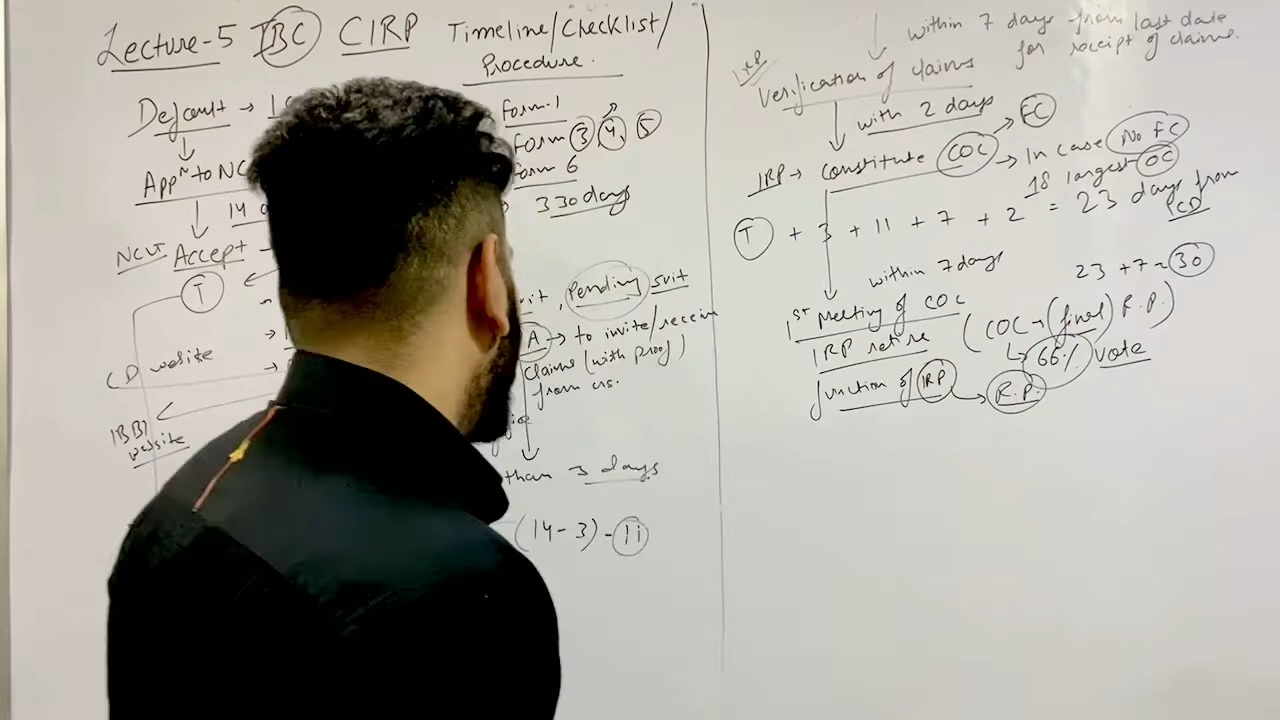 Lecture-5 IBC CIRP Timeline/Checklist/
Procedure.
Default →
Form-1
Form 3, 4, 5
App^n to NC
Form 6
14
330 days
NCLT Accept
T
Pending suit
A → to invite/receive
claims (with proof)
from crs.
CD website
IBBI
website
than 3 days
(14-3) - 11
within 7 days from last date
for receipt of claims.
IRP
Verification of claims
with 2 days
IRP → constitute COC → FC
→ In case No FC
18 largest OC
T + 3 + 11 + 7 + 2 = 23 days from
ICD
within 7 days
23 + 7 = 30
1st Meeting of COC
(COC → (final) R.P.)
IRP retire
66% vote
function of IRP → R.P.